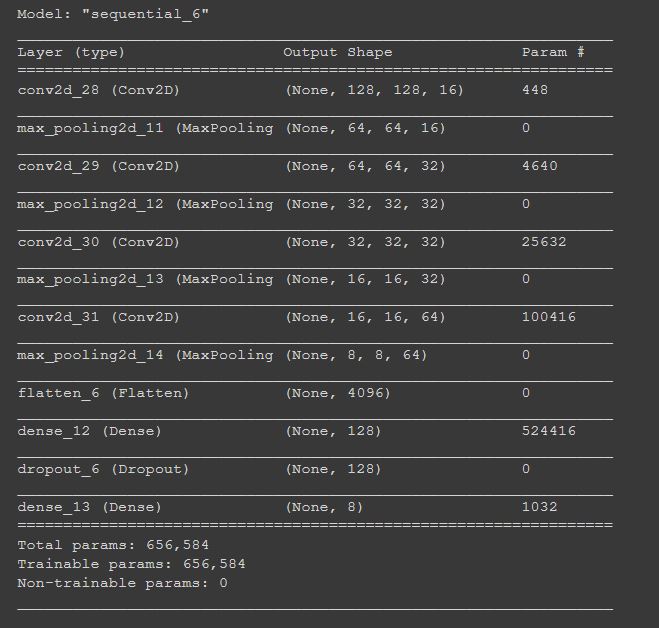 Model: "sequential_6"
Layer (type) Output Shape Param #
conv2d_28 (Conv2D) (None, 128, 128, 16) 448
max_pooling2d_11 (MaxPooling (None, 64, 64, 16) 0
conv2d_29 (Conv2D) (None, 64, 64, 32) 4640
max_pooling2d_12 (MaxPooling (None, 32, 32, 32) 0
conv2d_30 (Conv2D) (None, 32, 32, 32) 25632
max_pooling2d_13 (MaxPooling (None, 16, 16, 32) 0
conv2d_31 (Conv2D) (None, 16, 16, 64) 100416
max_pooling2d_14 (MaxPooling (None, 8, 8, 64) 0
flatten_6 (Flatten) (None, 4096) 0
dense_12 (Dense) (None, 128) 524416
dropout_6 (Dropout) (None, 128) 0
dense_13 (Dense) (None, 8) 1032
Total params: 656,584
Trainable params: 656,584
Non-trainable params: 0